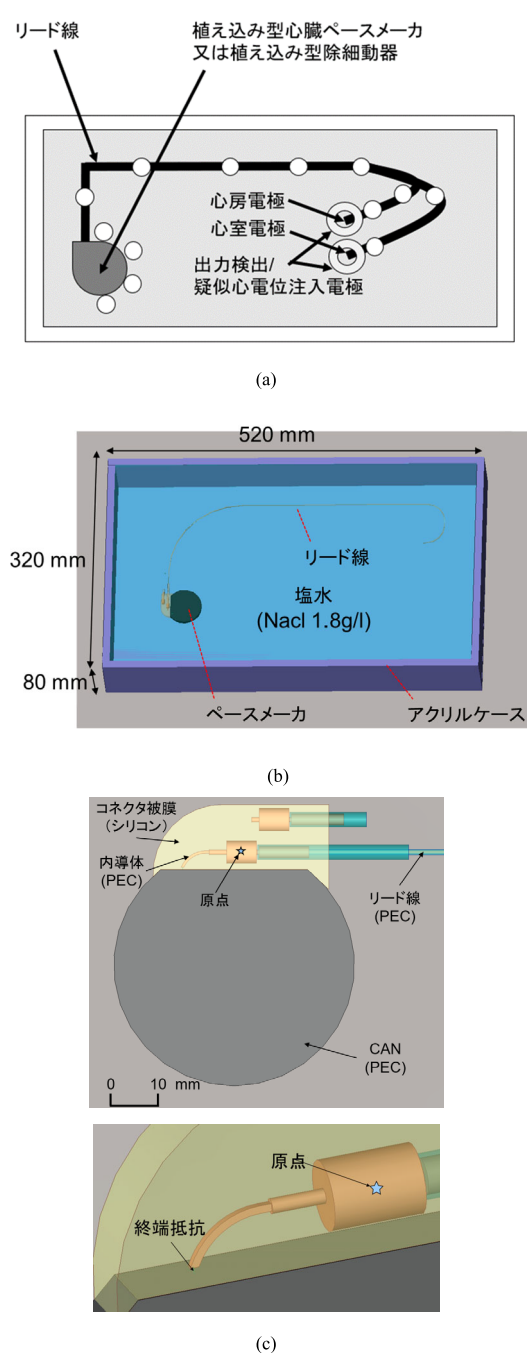 リード線
植え込み型心臓ペースメーカ
又は植え込み型除細動器
心房電極
心室電極
出力検出/
疑似心電位注入電極
(a)
520 mm
320 mm
リード線
塩水
(Nacl 1.8g/l)
80 mm
ペースメーカ
アクリルケース
(b)
コネクタ被膜
(シリコン)
内導体
(PEC)
原点
リード線
(PEC)
CAN
(PEC)
0 10 mm
原点
終端抵抗
(c)